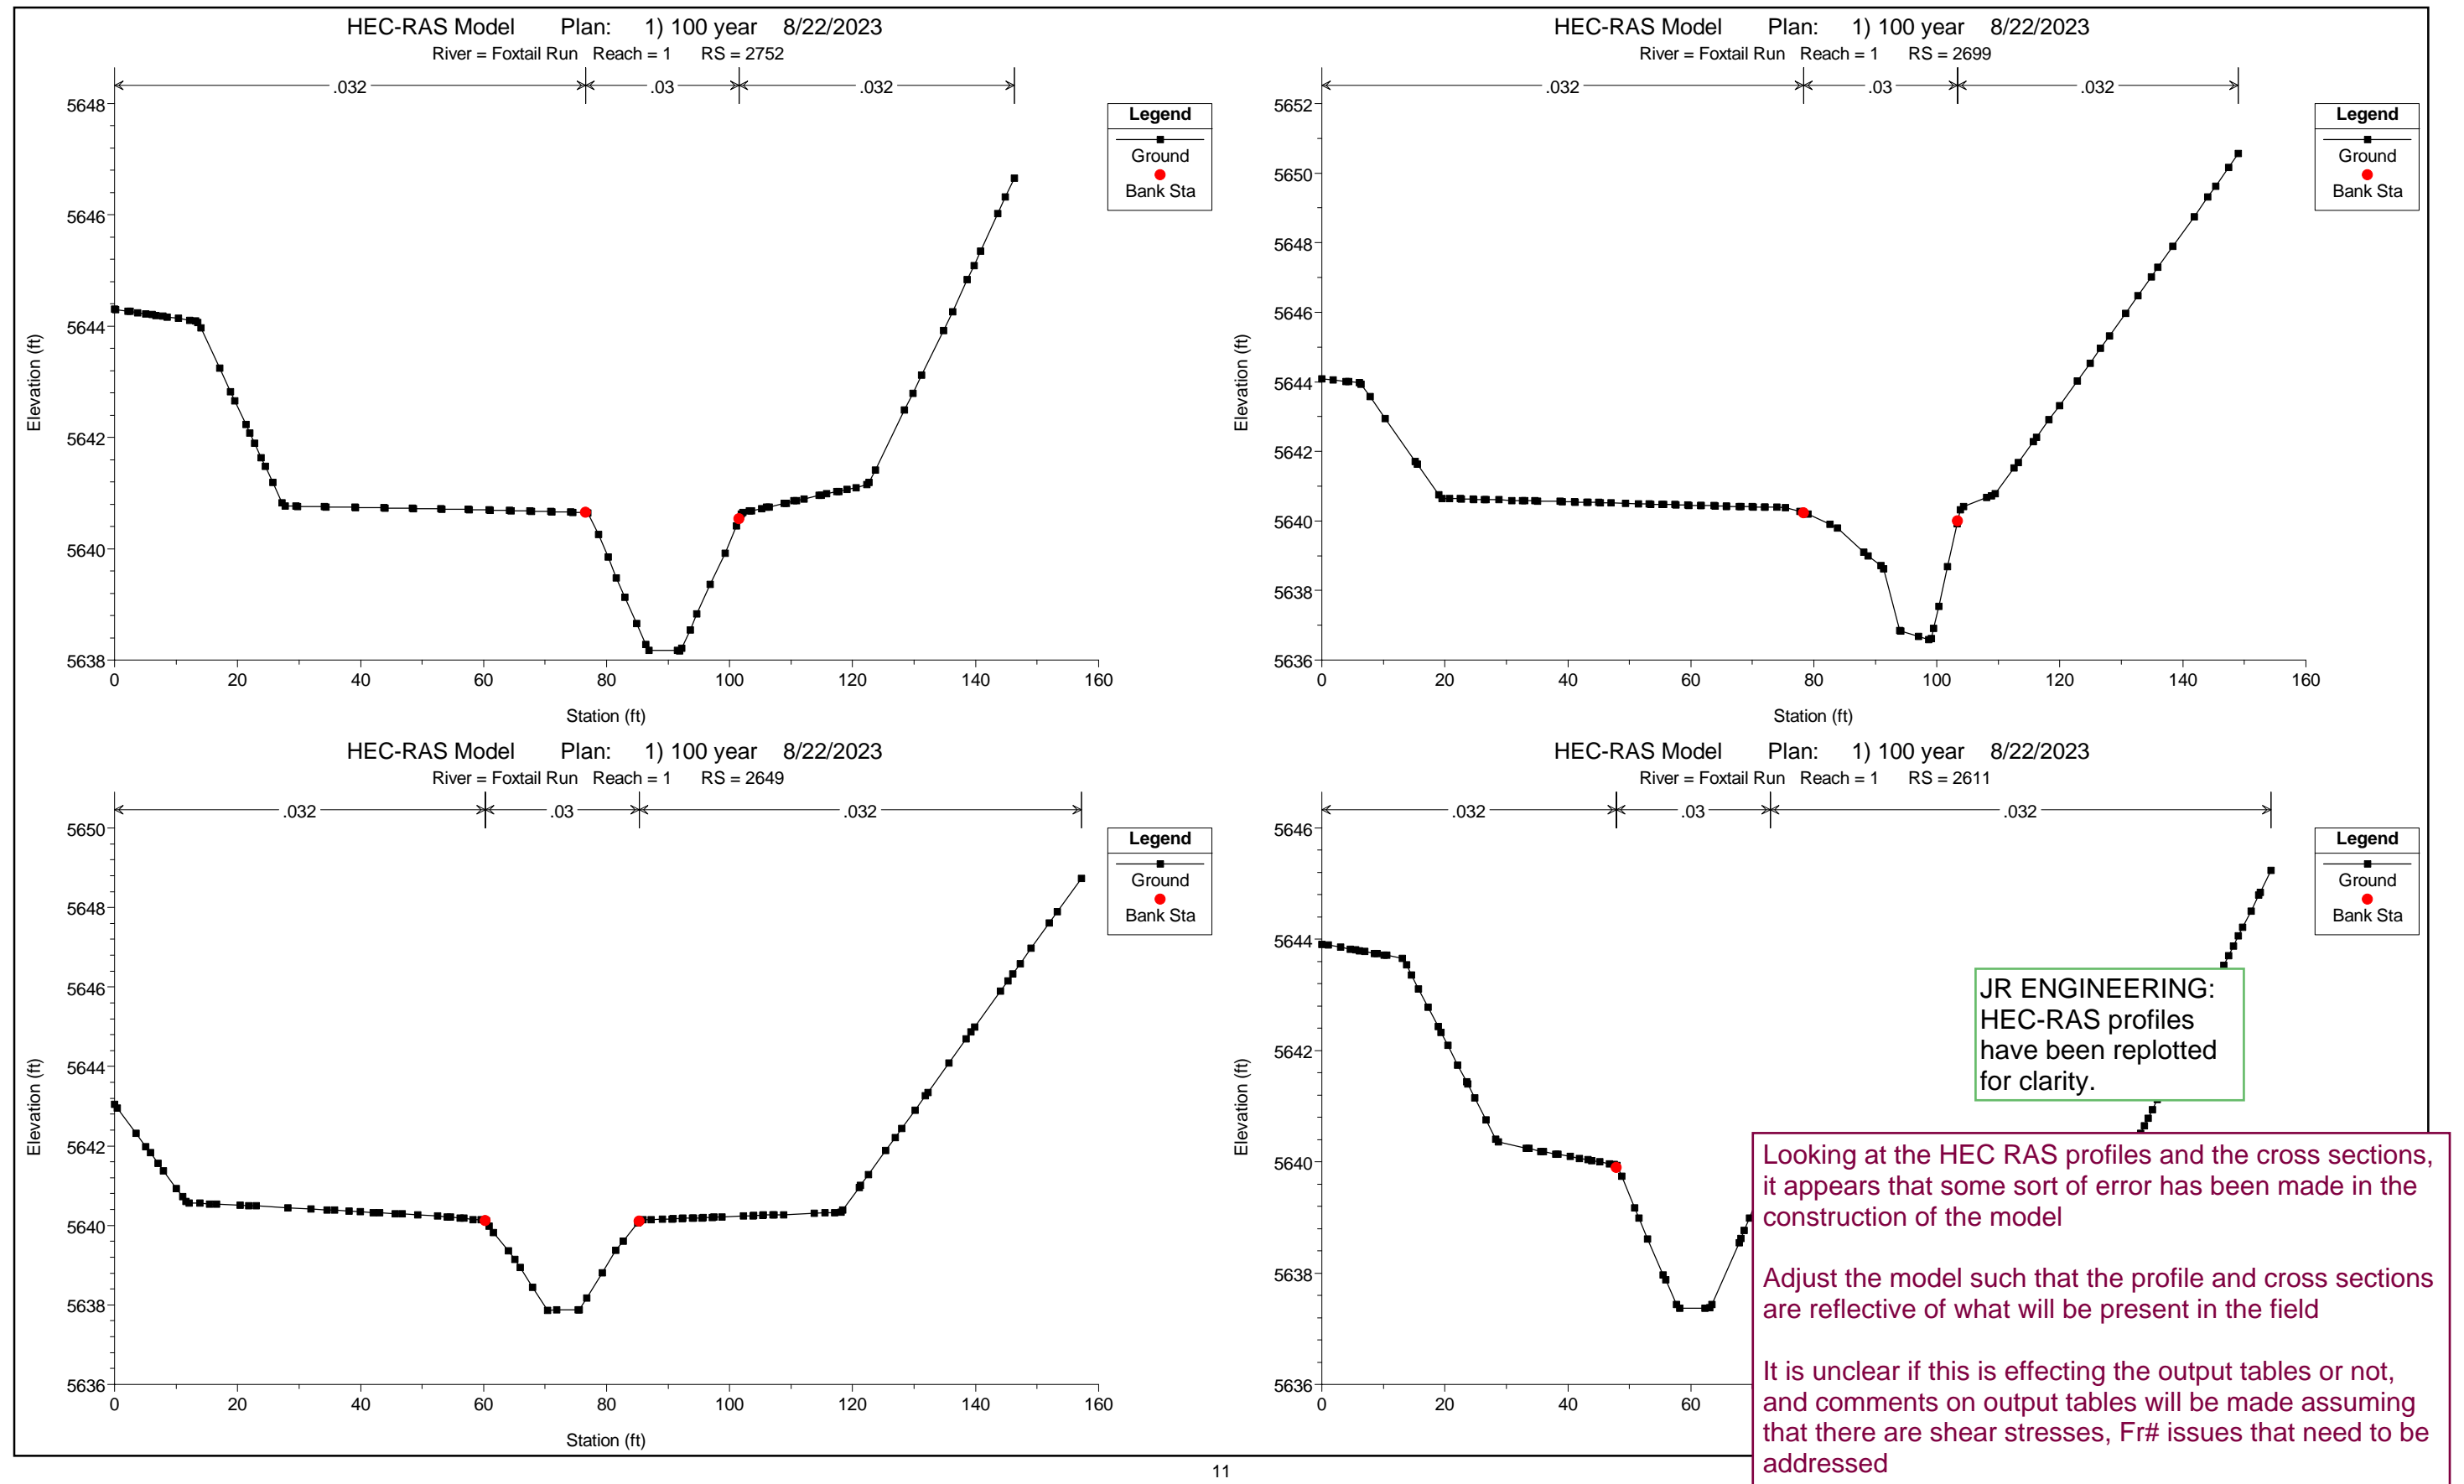 HEC-RAS Model Plan: 1) 100 year 8/22/2023
River = Foxtail Run Reach = 1 RS = 2752
.032 .03 .032
5648
5646
5644
5642
5640
5638
Elevation (ft)
0 20 40 60 80 100 120 140 160
Station (ft)
Legend
Ground
Bank Sta
HEC-RAS Model Plan: 1) 100 year 8/22/2023
River = Foxtail Run Reach = 1 RS = 2699
.032 .03 .032
5652
5650
5648
5646
5644
5642
5640
5638
5636
Elevation (ft)
0 20 40 60 80 100 120 140 160
Station (ft)
Legend
Ground
Bank Sta
HEC-RAS Model Plan: 1) 100 year 8/22/2023
River = Foxtail Run Reach = 1 RS = 2649
.032 .03 .032
5650
5648
5646
5644
5642
5640
5638
5636
Elevation (ft)
0 20 40 60 80 100 120 140 160
Station (ft)
Legend
Ground
Bank Sta
HEC-RAS Model Plan: 1) 100 year 8/22/2023
River = Foxtail Run Reach = 1 RS = 2611
.032 .03 .032
5646
5644
5642
5640
5638
5636
Elevation (ft)
0 20 40 60
Legend
Ground
Bank Sta
JR ENGINEERING:
HEC-RAS profiles
have been replotted
for clarity.
Looking at the HEC RAS profiles and the cross sections,
it appears that some sort of error has been made in the
construction of the model
Adjust the model such that the profile and cross sections
are reflective of what will be present in the field
It is unclear if this is effecting the output tables or not,
and comments on output tables will be made assuming
that there are shear stresses, Fr# issues that need to be
addressed
11